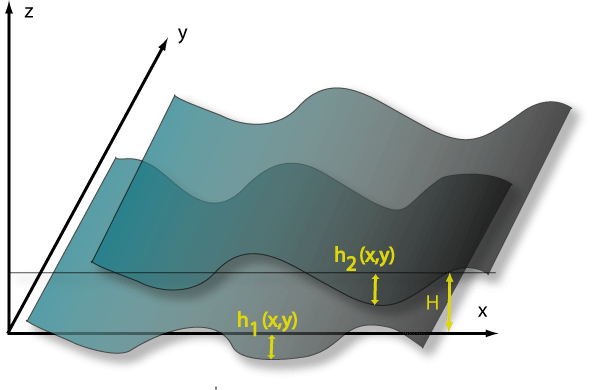 z
y
h2(x,y)
H
x
h1(x,y)